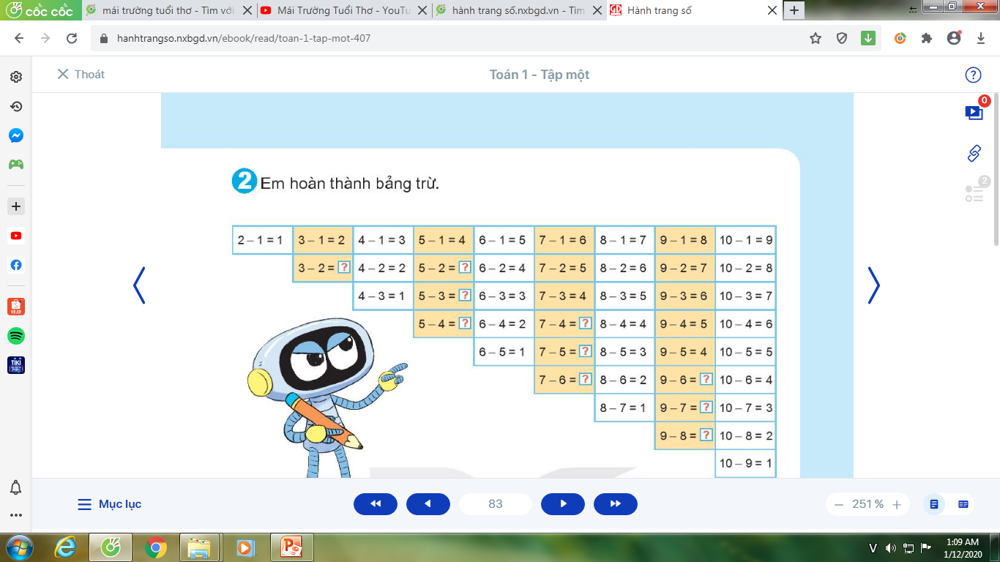 cốc cốc
mái trường tuổi thơ - Tìm với
Mái Trường Tuổi Thơ - YouTu
hành trang số.nxbgd.vn - Tìm
Hành trang số
hanhtrangso.nxbgd.vn/ebook/read/toan-1-tap-mot-407
Thoát
Toán 1 - Tập một
?
0
2
2 Em hoàn thành bảng trừ.
2 – 1 = 1 3 – 1 = 2 4 – 1 = 3 5 – 1 = 4 6 – 1 = 5 7 – 1 = 6 8 – 1 = 7 9 – 1 = 8 10 – 1 = 9
3 – 2 = ? 4 – 2 = 2 5 – 2 = ? 6 – 2 = 4 7 – 2 = 5 8 – 2 = 6 9 – 2 = 7 10 – 2 = 8
4 – 3 = 1 5 – 3 = ? 6 – 3 = 3 7 – 3 = 4 8 – 3 = 5 9 – 3 = 6 10 – 3 = 7
5 – 4 = ? 6 – 4 = 2 7 – 4 = ? 8 – 4 = 4 9 – 4 = 5 10 – 4 = 6
6 – 5 = 1 7 – 5 = ? 8 – 5 = 3 9 – 5 = 4 10 – 5 = 5
7 – 6 = ? 8 – 6 = 2 9 – 6 = ? 10 – 6 = 4
8 – 7 = 1 9 – 7 = ? 10 – 7 = 3
9 – 8 = ? 10 – 8 = 2
10 – 9 = 1
12.12
TIKI
Mục lục
83
251 %
V
1:09 AM
1/12/2020